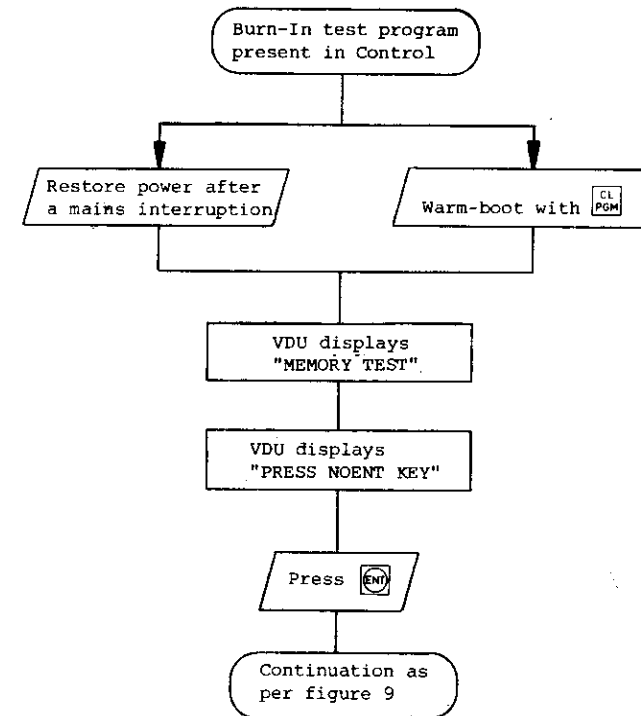 Burn-In test program
present in Control
Restore power after
a mains interruption
Warm-boot with CL
PGM
VDU displays
"MEMORY TEST"
VDU displays
"PRESS NOENT KEY"
Press ENT
Continuation as
per figure 9